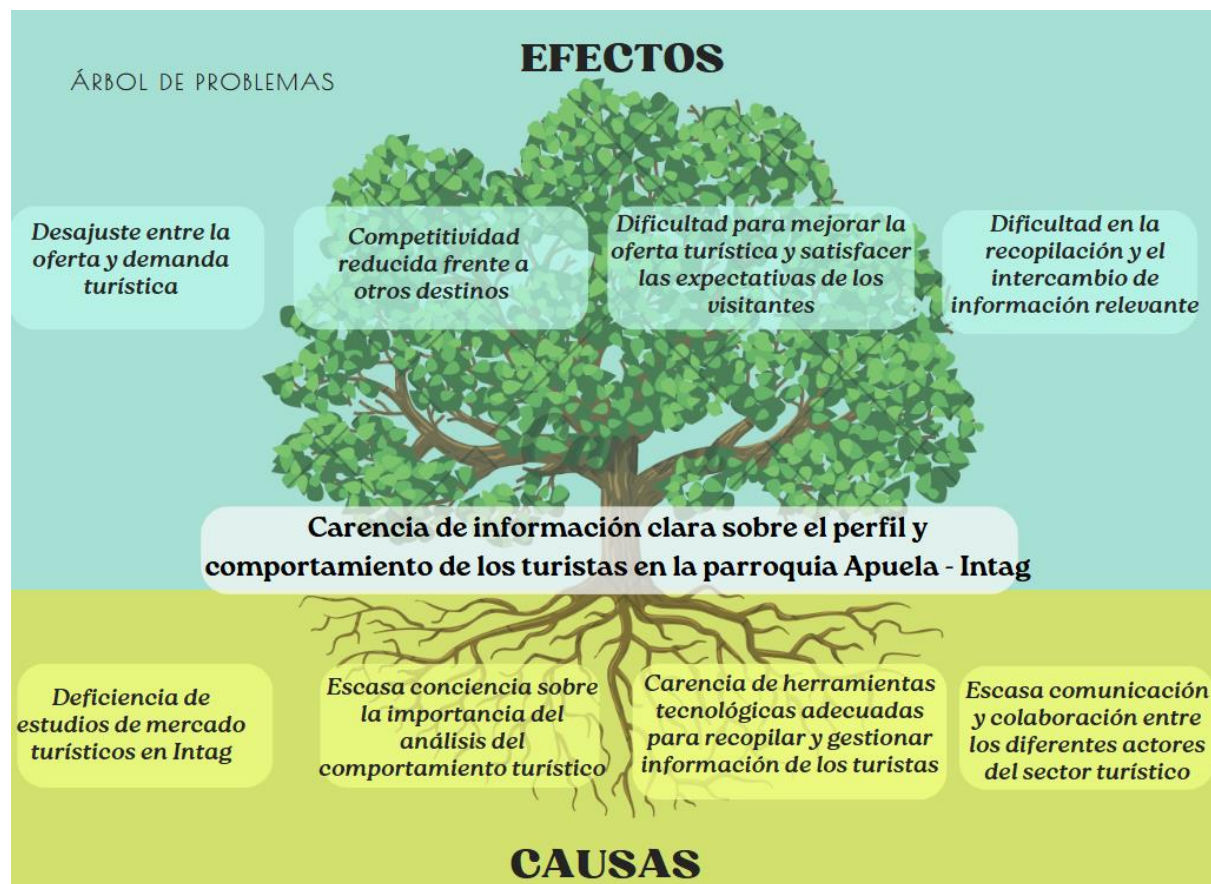 EFECTOS
ÁRBOL DE PROBLEMAS
Desajuste entre la
oferta y demanda
turística
Competitividad
reducida frente a
otros destinos
Dificultad para mejorar la
oferta turística y satisfacer
las expectativas de los
visitantes
Dificultad en la
recopilación y el
intercambio de
información relevante
Carencia de información clara sobre el perfil y
comportamiento de los turistas en la parroquia Apuela - Intag
Deficiencia de
estudios de mercado
turísticos en Intag
Escasa conciencia sobre
la importancia del
análisis del
comportamiento turístico
Carencia de herramientas
tecnológicas adecuadas
para recopilar y gestionar
información de los turistas
Escasa comunicación
y colaboración entre
los diferentes actores
del sector turístico
CAUSAS